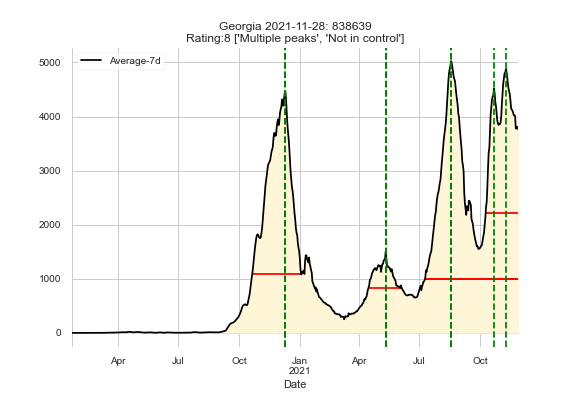 Georgia 2021-11-28: 838639
Rating:8 ['Multiple peaks', 'Not in control']
Average-7d
5000
4000
3000
2000
1000
0
Apr
Jul
Oct
Jan
2021
Apr
Jul
Oct
Date